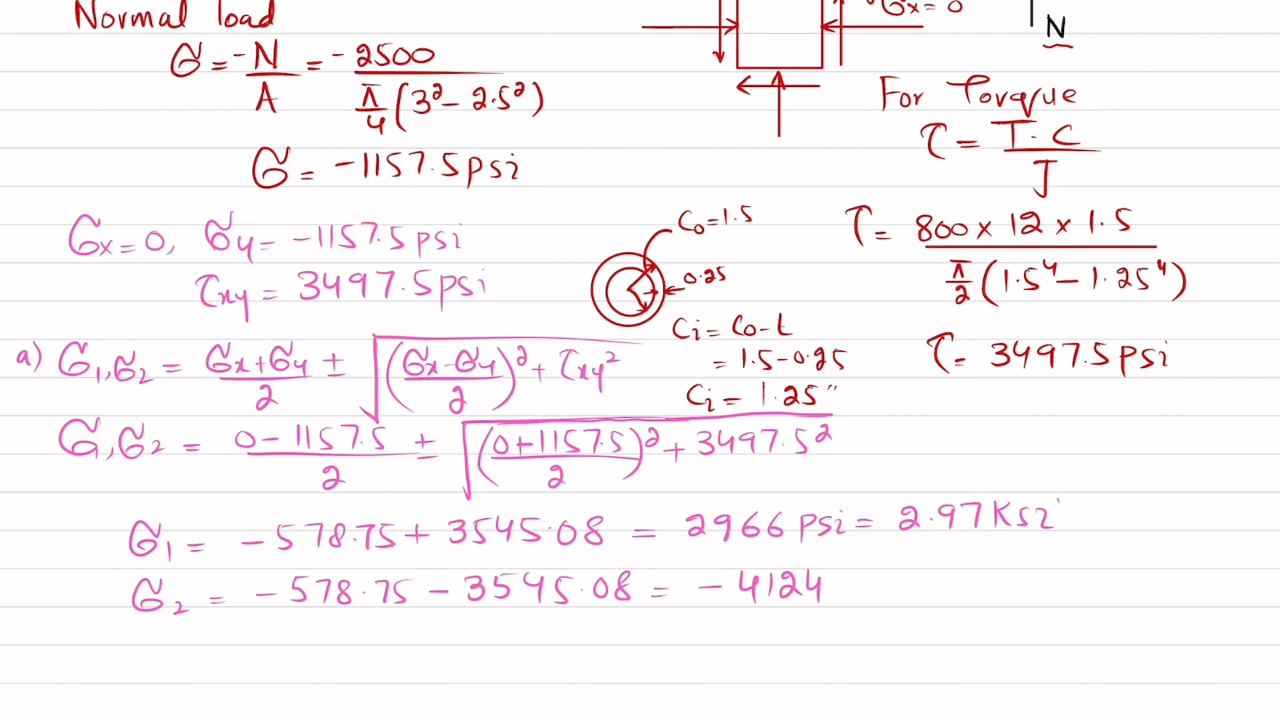 Normal load
σ = -N/A = -2500 / π/4 (3² - 2.5²)
σ = -1157.5 psi
σx = 0, σy = -1157.5 psi
τxy = 3497.5 psi
a) σ1, σ2 = σx+σy / 2 ± √((σx-σy / 2)² + τxy²)
σ1, σ2 = 0 - 1157.5 / 2 ± √((0+1157.5 / 2)² + 3497.5²)
σ1 = -578.75 + 3545.08 = 2966 psi = 2.97 Ksi
σ2 = -578.75 - 3545.08 = -4124
σx = 0
N
For Torque
τ = T·C / J
τ = 800 x 12 x 1.5 / π/2 (1.5⁴ - 1.25⁴)
τ = 3497.5 psi
Co = 1.5
0.25
Ci = Co - t
= 1.5 - 0.25
Ci = 1.25"